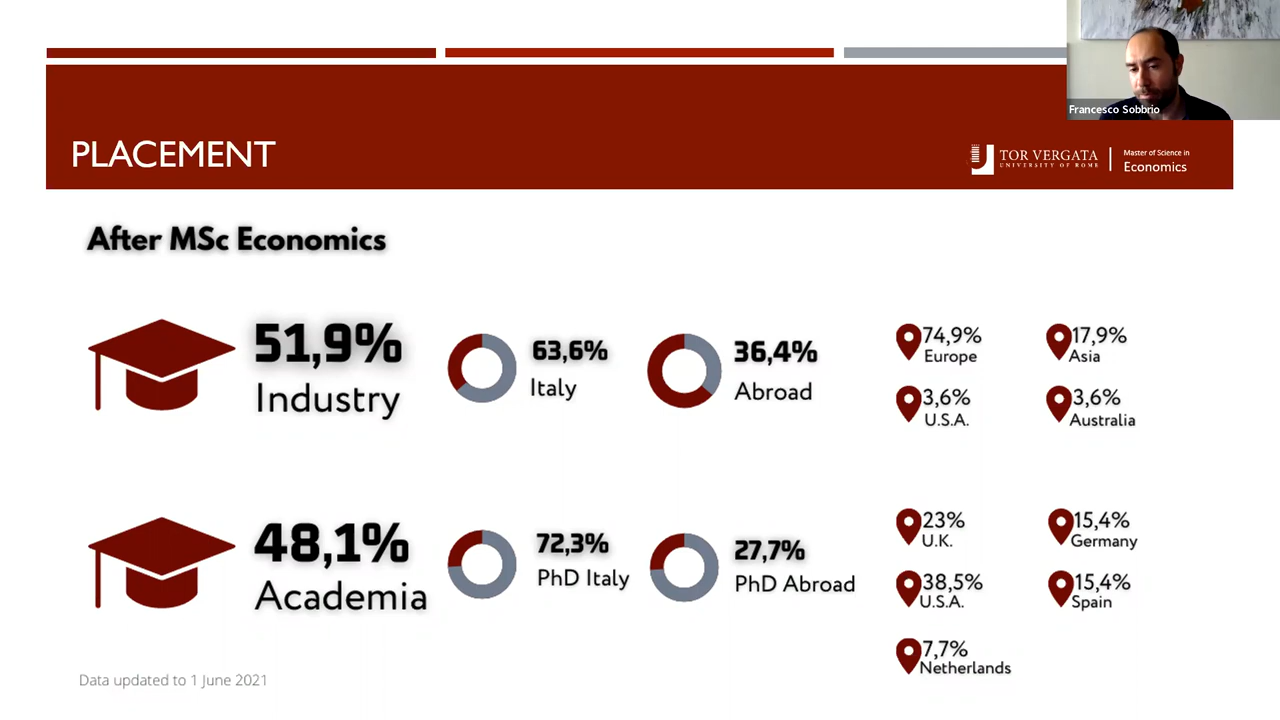 Francesco Sobbrio
PLACEMENT
TOR VERGATA
UNIVERSITY OF ROME
Master of Science in
Economics
After MSc Economics
51,9%
Industry
63,6%
Italy
36,4%
Abroad
74,9%
Europe
17,9%
Asia
3,6%
U.S.A.
3,6%
Australia
48,1%
Academia
72,3%
PhD Italy
27,7%
PhD Abroad
23%
U.K.
15,4%
Germany
38,5%
U.S.A.
15,4%
Spain
7,7%
Netherlands
Data updated to 1 June 2021